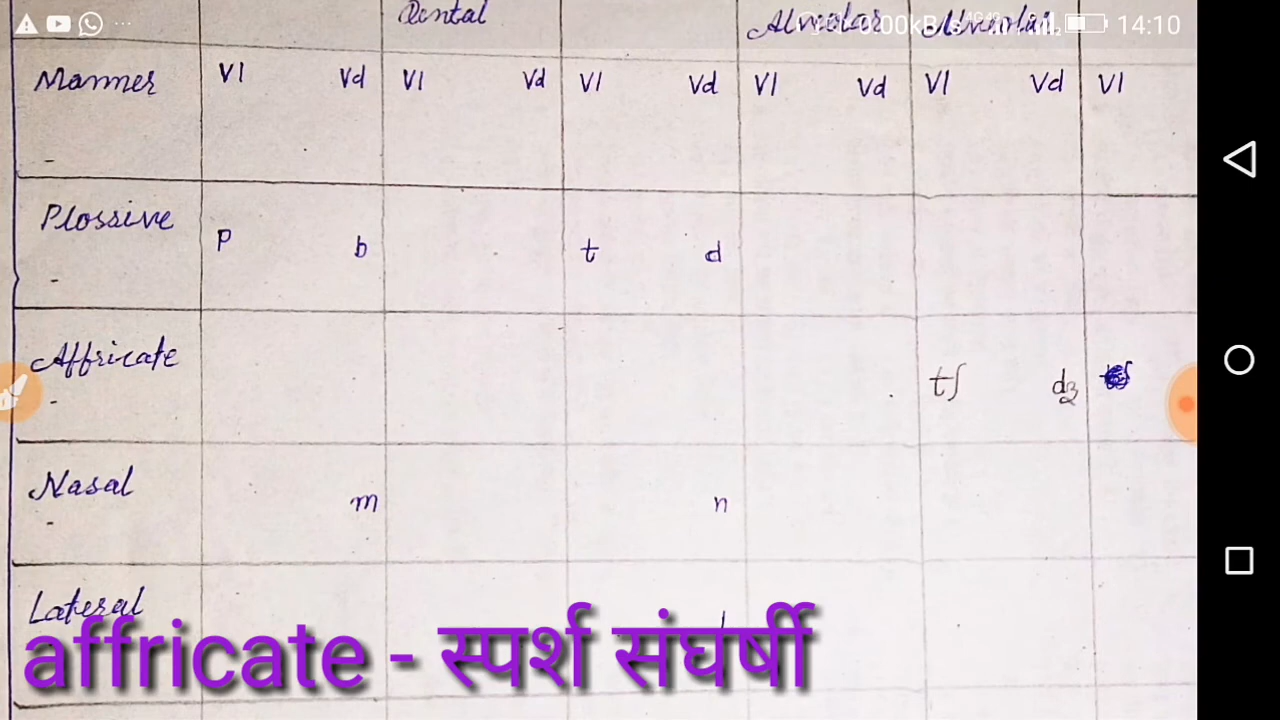 14:10
Dental Alveolar Alveolar
Manner Vl Vd Vl Vd Vl Vd Vl Vd Vl Vd Vl
Plossive p b t d
Affricate tʃ dʒ
Nasal m n
Lateral l
affricate - स्पर्श संघर्षी